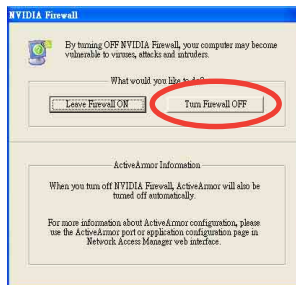 NVIDIA Firewall
By turning OFF NVIDIA Firewall, your computer may become
vulnerable to viruses, attacks and intruders.
What would you like to do?
Leave Firewall ON
Turn Firewall OFF
ActiveArmor Information
When you turn off NVIDIA Firewall, ActiveArmor will also be
turned off automatically.
For more information about ActiveArmor configuration, please
use the ActiveArmor port or application configuration page in
Network Access Manager web interface.